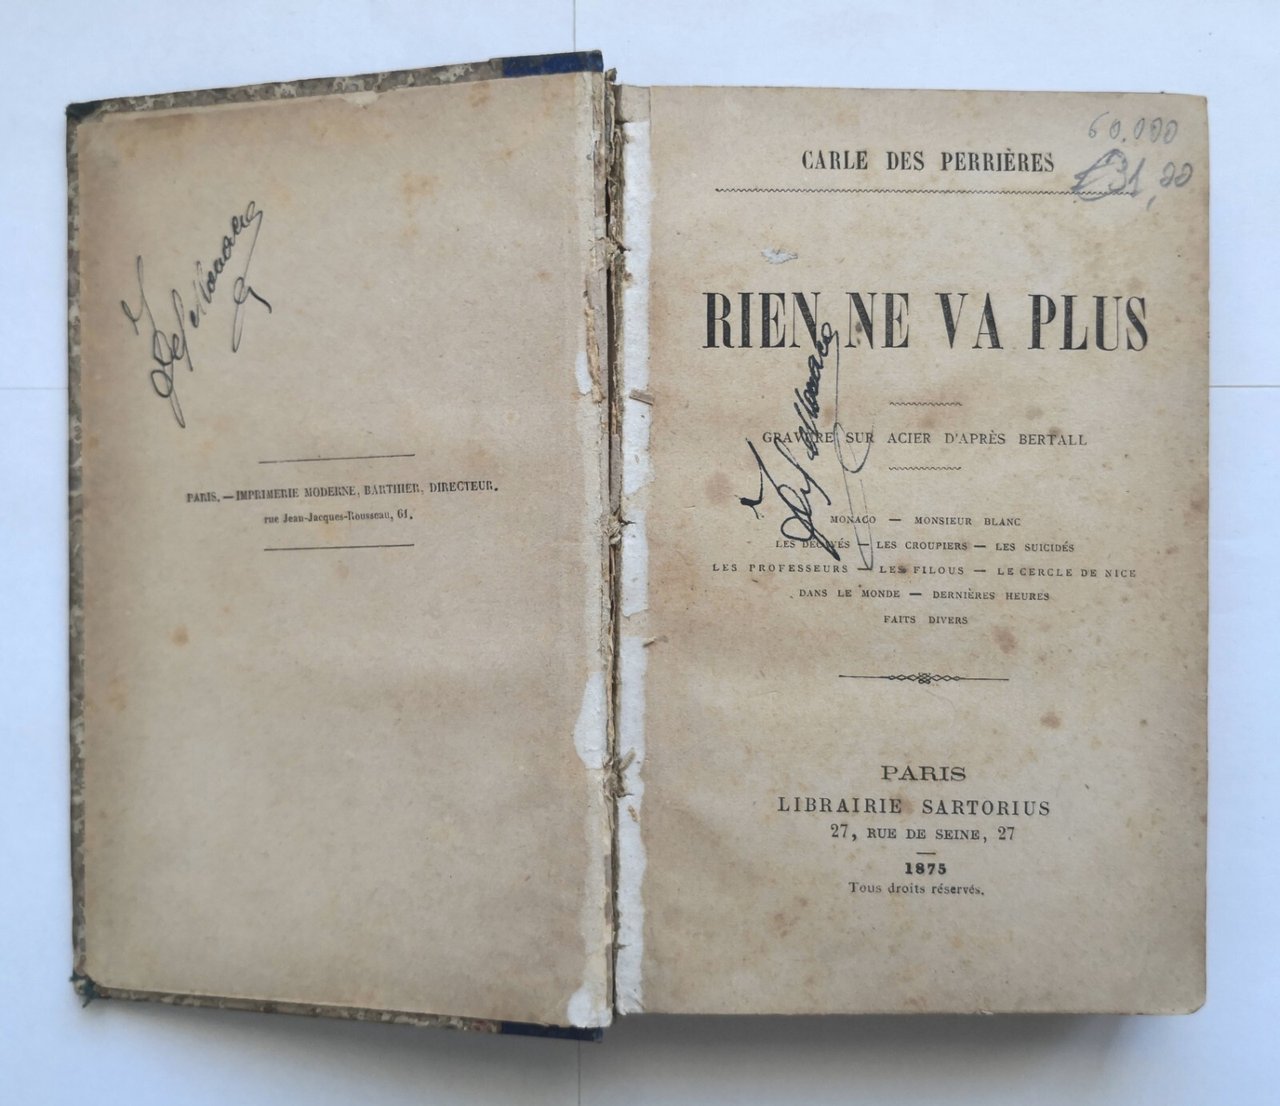 PARIS. — IMPRIMERIE MODERNE, BARTHIER, DIRECTEUR.
rue Jean-Jacques-Rousseau, 61.
60.000
31,00
CARLE DES PERRIÈRES
RIEN NE VA PLUS
GRAVURE SUR ACIER D'APRÈS BERTALL
MONACO — MONSIEUR BLANC
LES DÉCAVÉS — LES CROUPIERS — LES SUICIDÉS
LES PROFESSEURS — LES FILOUS — LE CERCLE DE NICE
DANS LE MONDE — DERNIÈRES HEURES
FAITS DIVERS
PARIS
LIBRAIRIE SARTORIUS
27, RUE DE SEINE, 27
1875
Tous droits réservés.